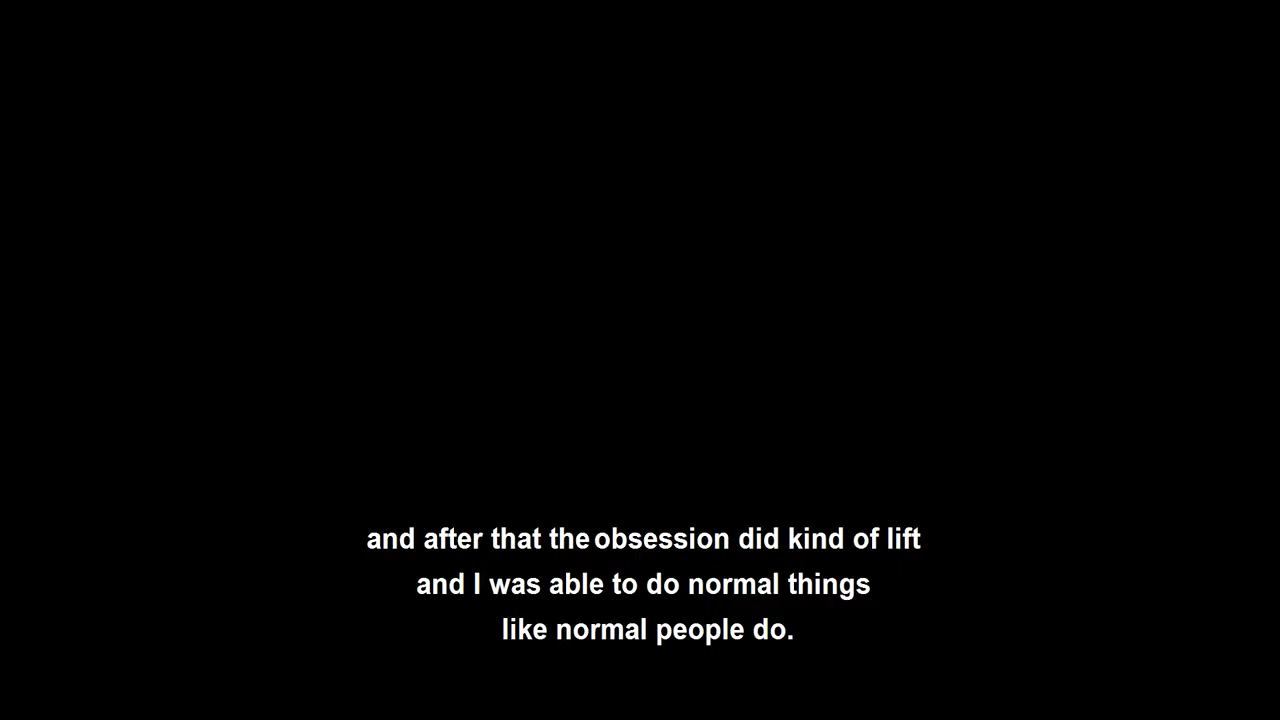 and after that the obsession did kind of lift
and I was able to do normal things
like normal people do.